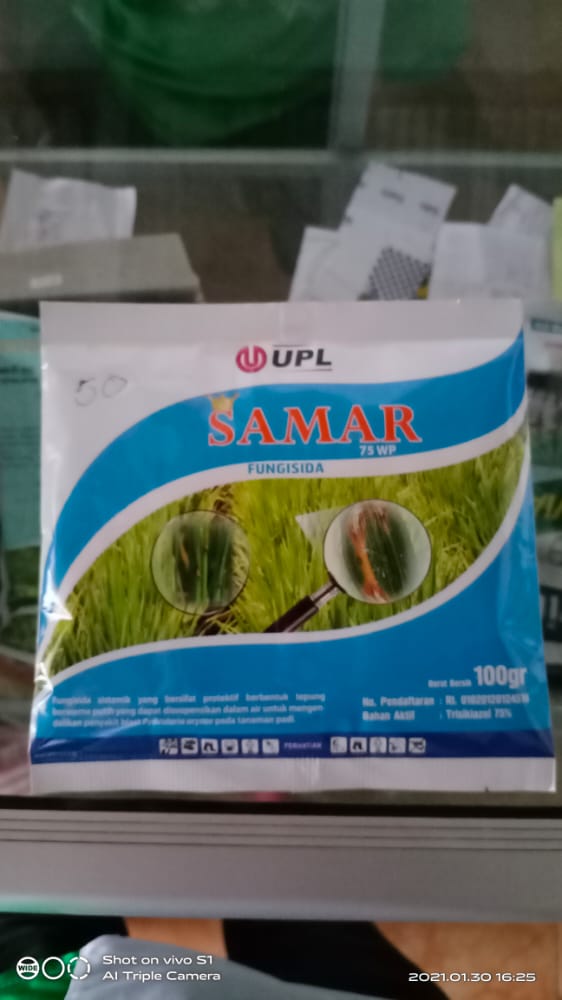 50
UPL
SAMAR
75 WP
FUNGISIDA
Berat Bersih 100gr
Fungisida sistemik yang bersifat protektif berbentuk tepung
berwarna putih yang dapat disuspensikan dalam air untuk mengen
dalikan penyakit blast Pyricularia oryzae pada tanaman padi.
No. Pendaftaran : RI.
Bahan Aktif : Trisiklazol 75%
PERHATIAN
WIDE
Shot on vivo S1
AI Triple Camera
2021.01.30 16:25